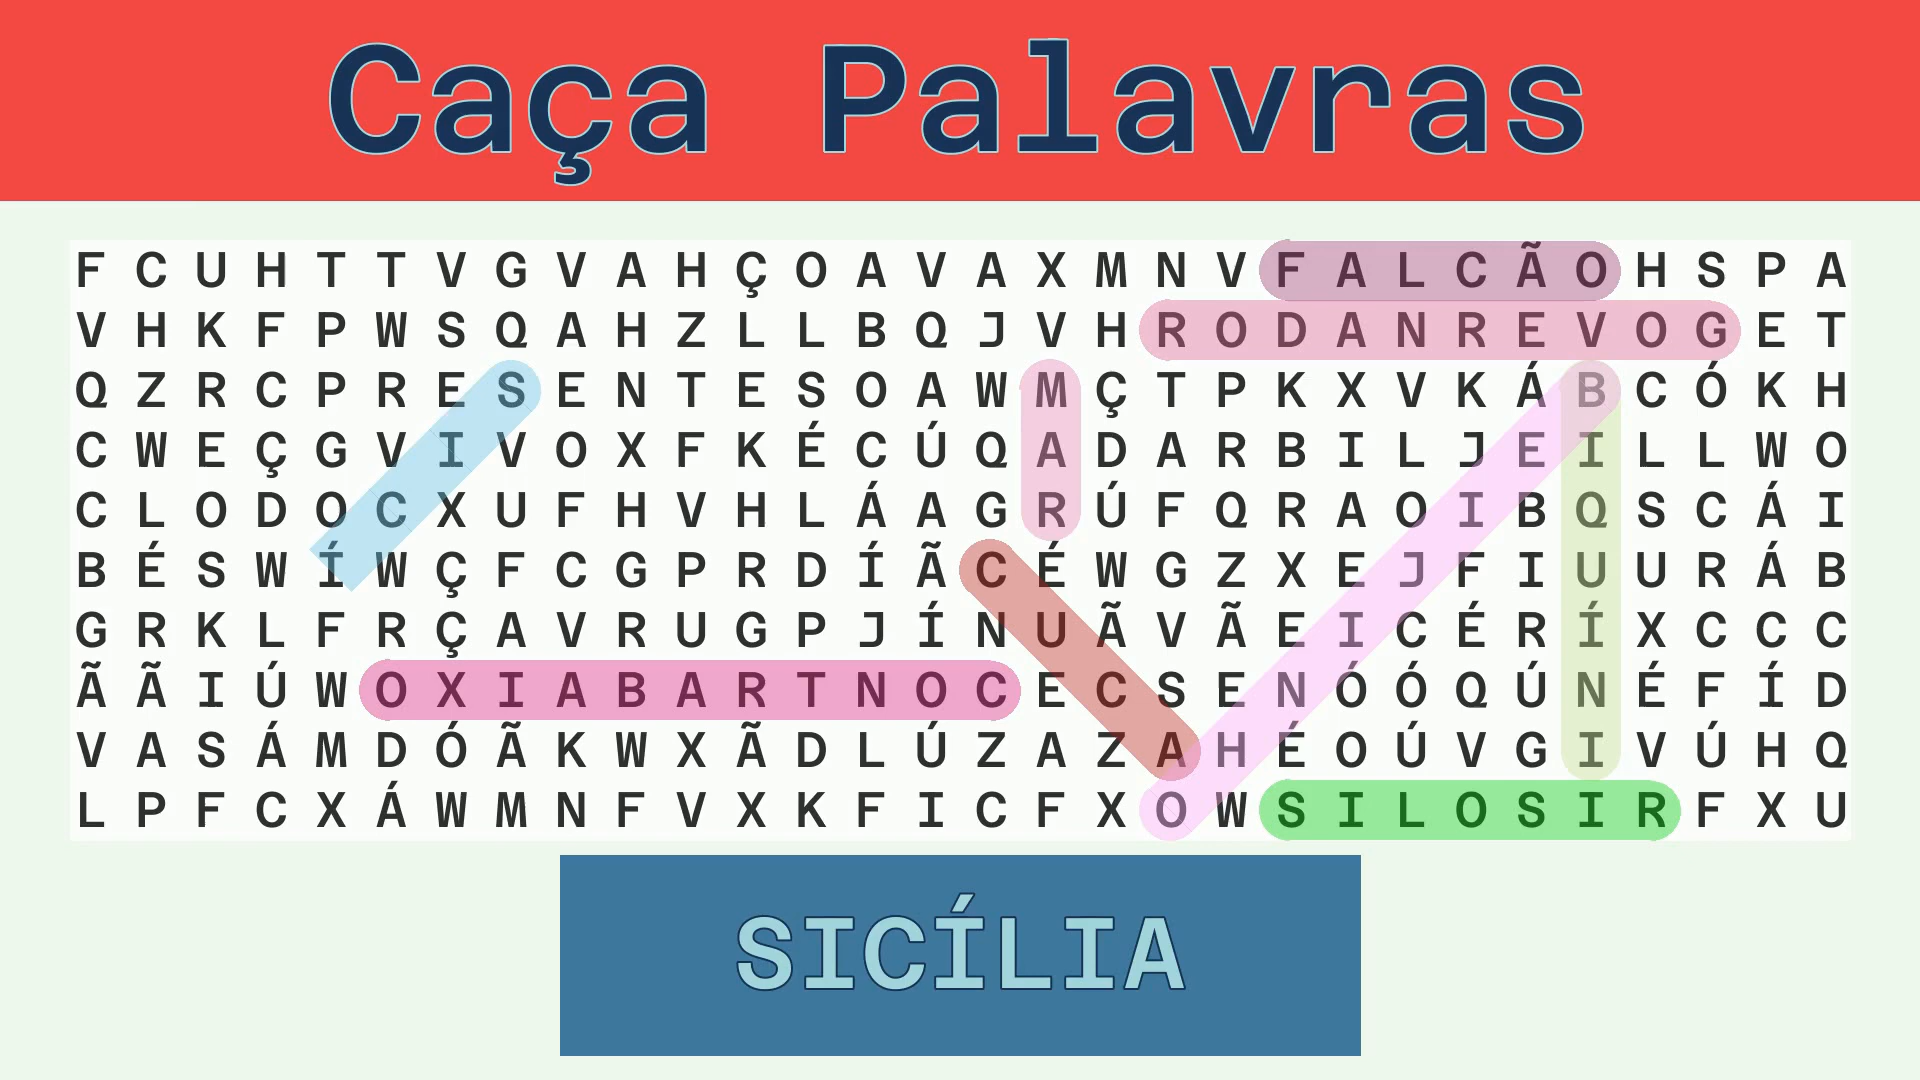 Caça Palavras
F C U H T T V G V A H Ç O A V A X M N V F A L C Ã O H S P A
V H K F P W S Q A H Z L L B Q J V H R O D A N R E V O G E T
Q Z R C P R E S E N T E S O A W M Ç T P K X V K Á B C Ó K H
C W E Ç G V I V O X F K É C Ú Q A D A R B I L J E I L L W O
C L O D O C X U F H V H L Á A G R Ú F Q R A O I B Q S C Á I
B É S W Í W Ç F C G P R D Í Ã C É W G Z X E J F I U U R Á B
G R K L F R Ç A V R U G P J Í N U Ã V Ã E I C É R Í X C C C
Ã Ã I Ú W O X I A B A R T N O C E C S E N Ó Ó Q Ú N É F Í D
V A S Á M D Ó Ã K W X Ã D L Ú Z A Z A H É O Ú V G I V Ú H Q
L P F C X Á W M N F V X K F I C F X O W S I L O S I R F X U
SICÍLIA